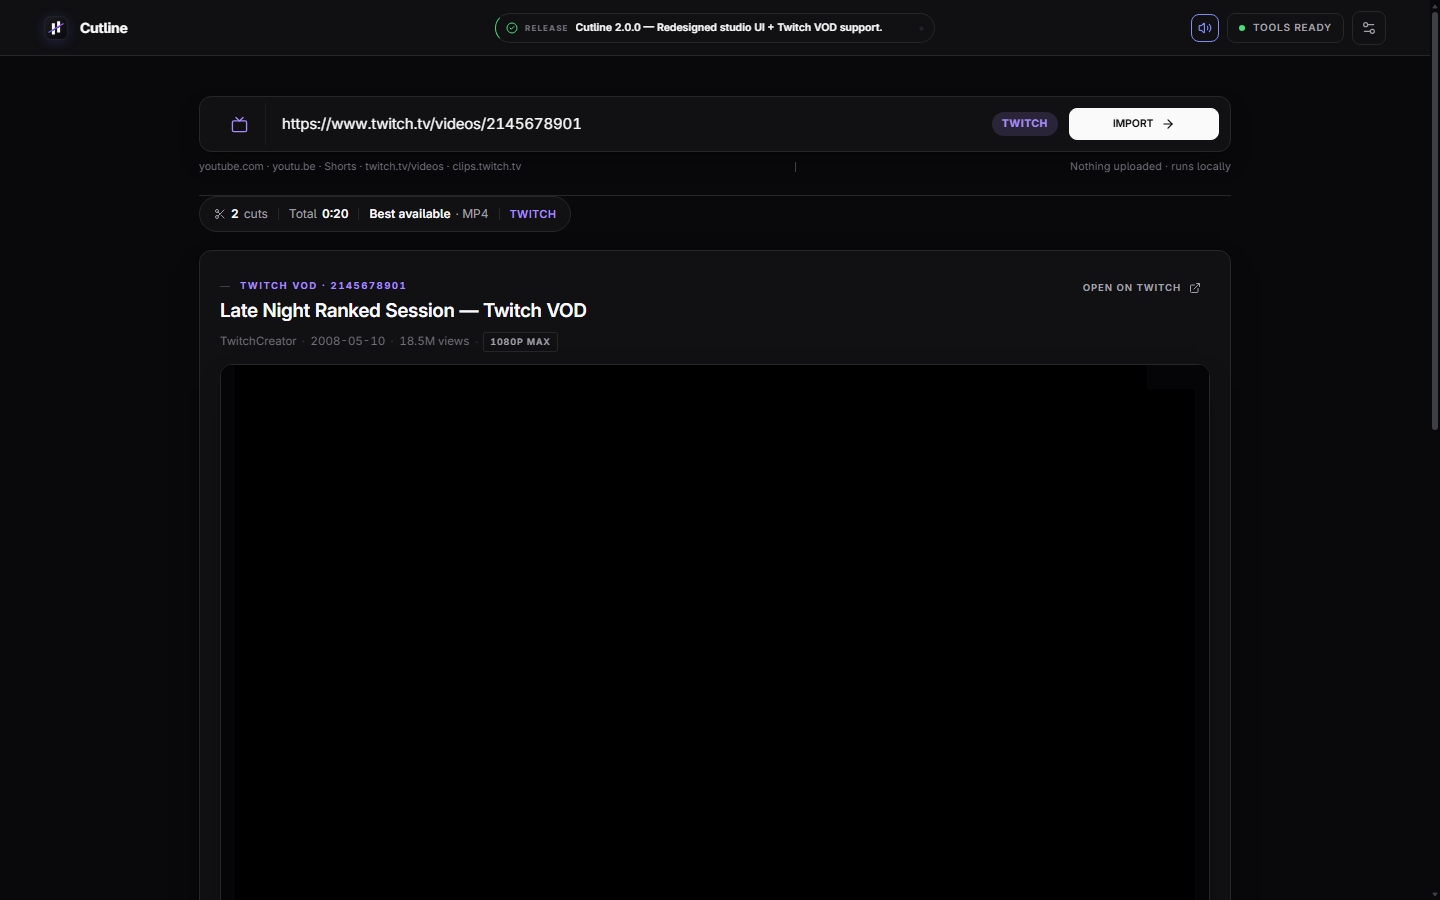 Cutline
RELEASE Cutline 2.0.0 — Redesigned studio UI + Twitch VOD support.
TOOLS READY
https://www.twitch.tv/videos/2145678901
TWITCH
IMPORT →
youtube.com · youtu.be · Shorts · twitch.tv/videos · clips.twitch.tv
Nothing uploaded · runs locally
2 cuts
Total 0:20
Best available · MP4
TWITCH
— TWITCH VOD · 2145678901
OPEN ON TWITCH
Late Night Ranked Session — Twitch VOD
TwitchCreator · 2008-05-10 · 18.5M views · 1080P MAX